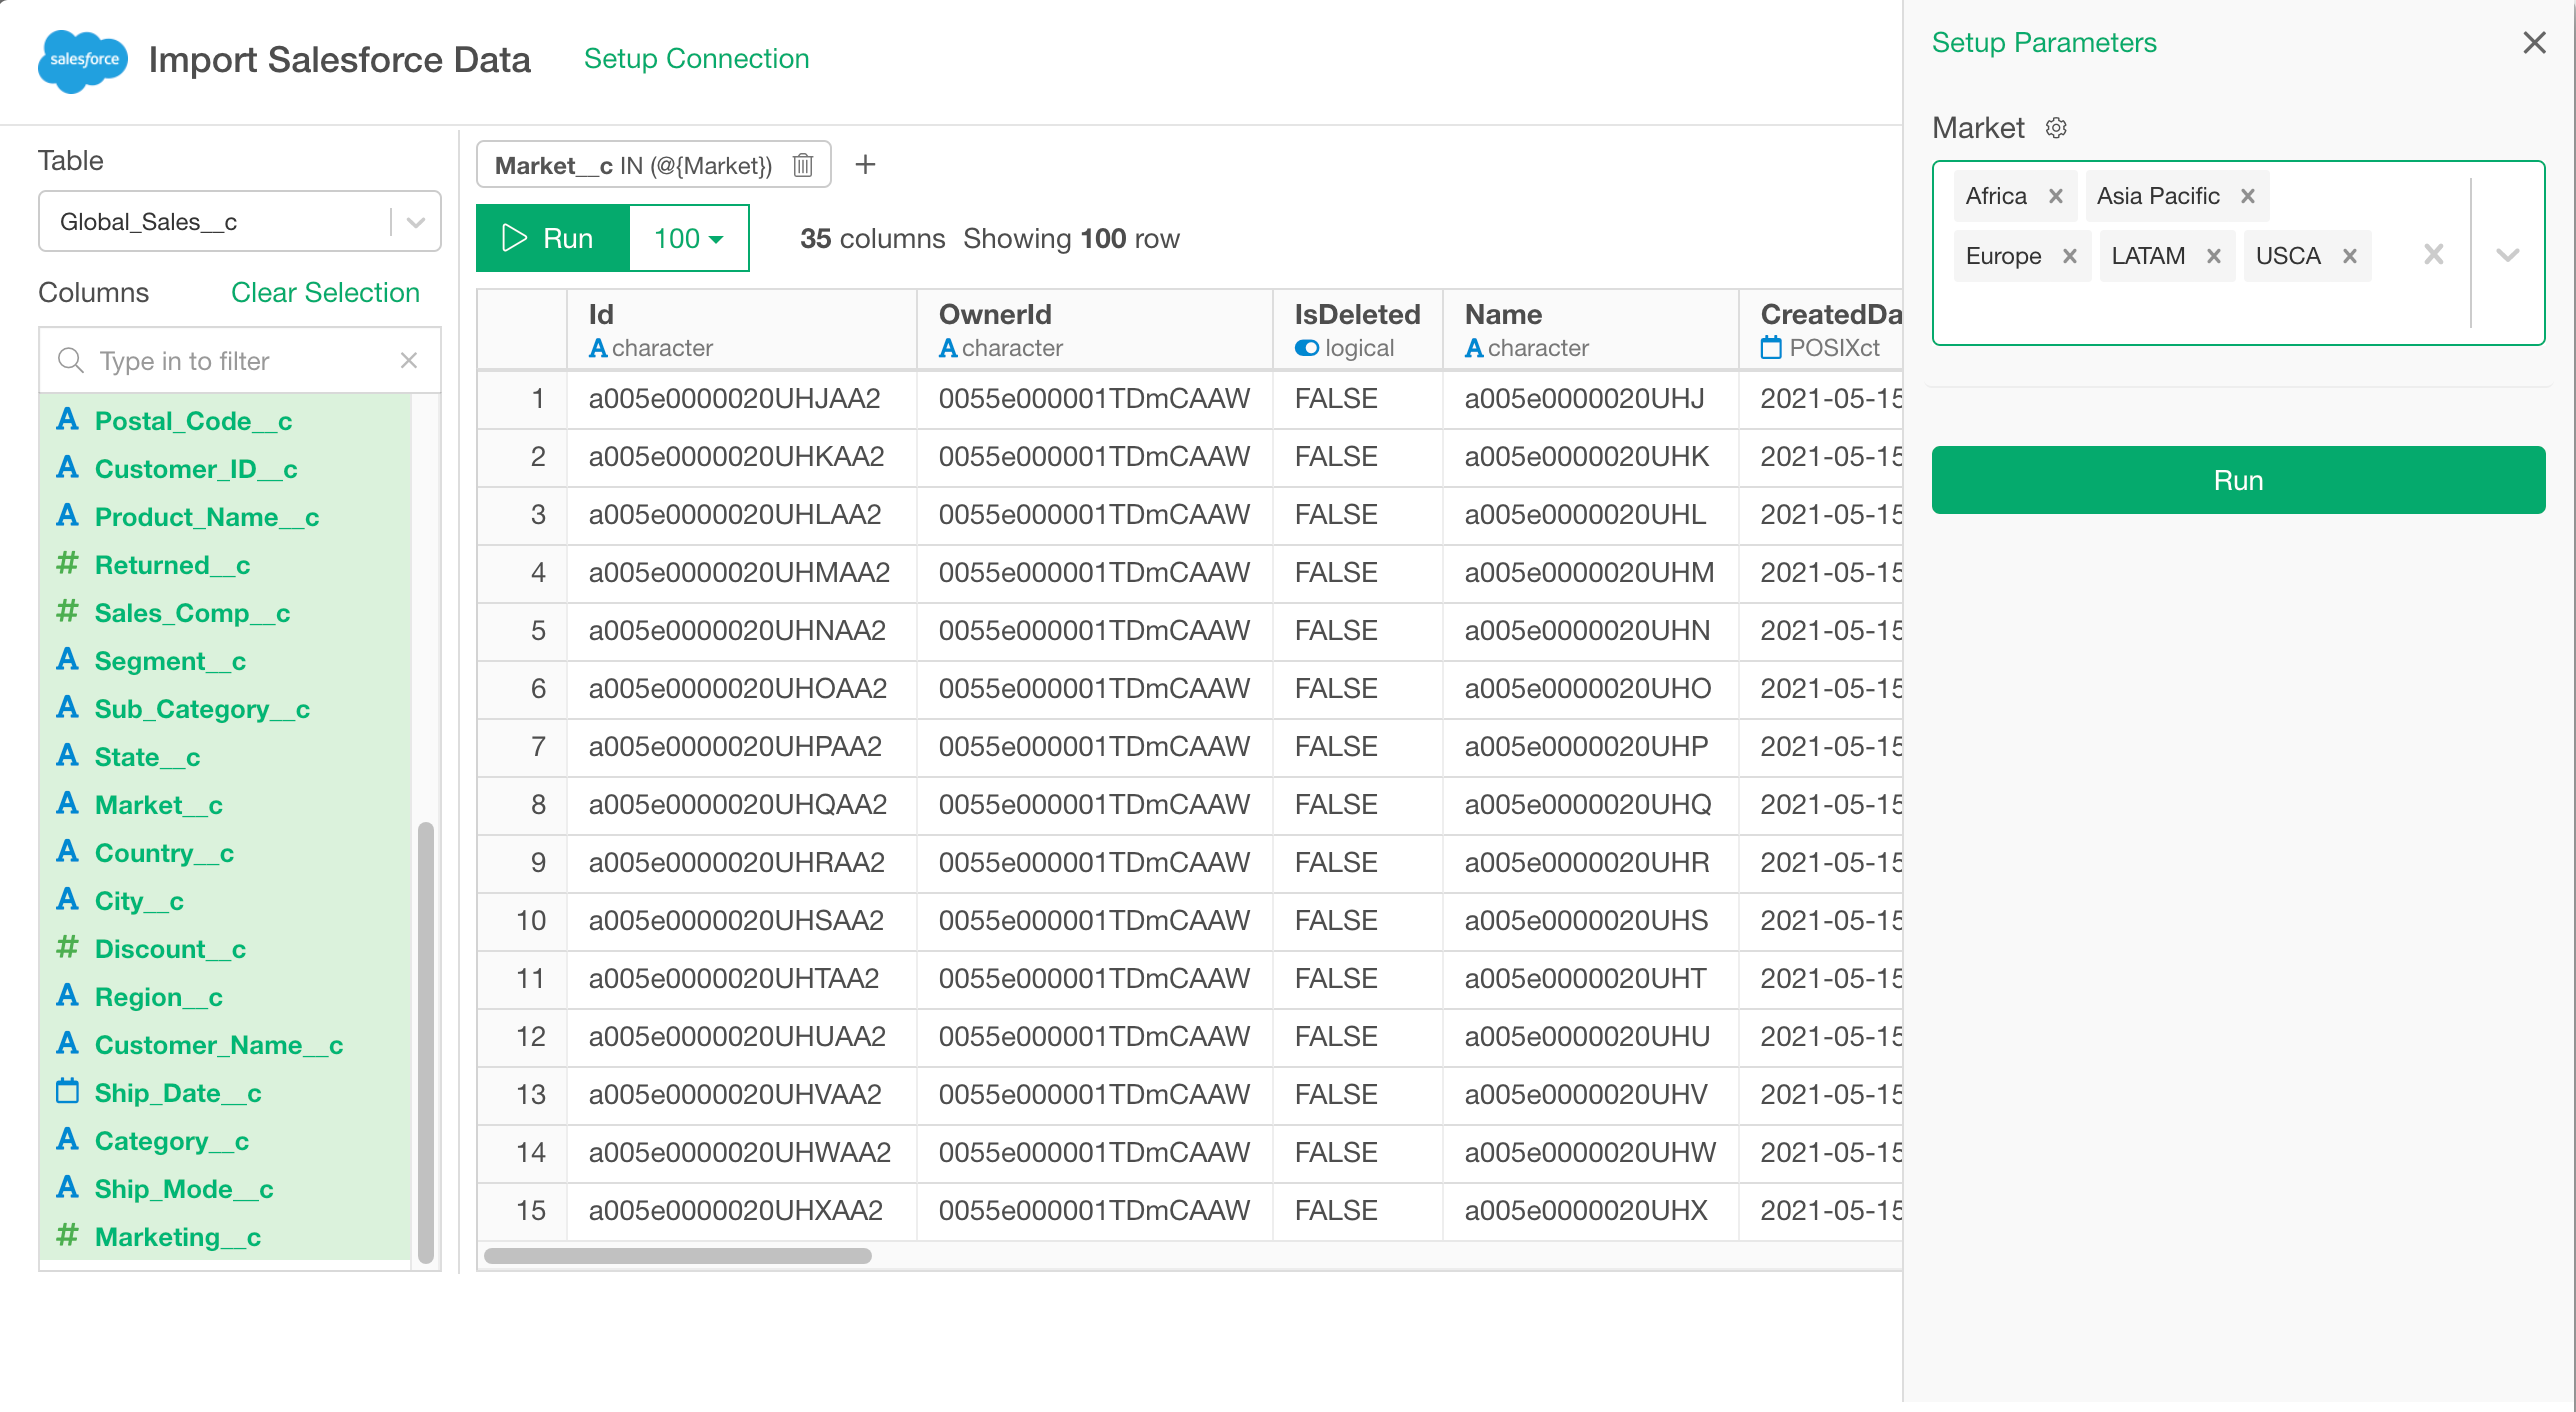 salesforce
Import Salesforce Data
Setup Connection
Table
Global_Sales__c
Columns
Clear Selection
Type in to filter
Postal_Code__c
Customer_ID__c
Product_Name__c
Returned__c
Sales_Comp__c
Segment__c
Sub_Category__c
State__c
Market__c
Country__c
City__c
Discount__c
Region__c
Customer_Name__c
Ship_Date__c
Category__c
Ship_Mode__c
Marketing__c
Market__c IN (@{Market})
Run 100 35 columns Showing 100 row
Id OwnerId IsDeleted Name CreatedDa
character character logical character POSIXct
1 a005e0000020UHJAA2 0055e000001TDmCAAW FALSE a005e0000020UHJ 2021-05-15
2 a005e0000020UHKAA2 0055e000001TDmCAAW FALSE a005e0000020UHK 2021-05-15
3 a005e0000020UHLAA2 0055e000001TDmCAAW FALSE a005e0000020UHL 2021-05-15
4 a005e0000020UHMAA2 0055e000001TDmCAAW FALSE a005e0000020UHM 2021-05-15
5 a005e0000020UHNAA2 0055e000001TDmCAAW FALSE a005e0000020UHN 2021-05-15
6 a005e0000020UHOAA2 0055e000001TDmCAAW FALSE a005e0000020UHO 2021-05-15
7 a005e0000020UHPAA2 0055e000001TDmCAAW FALSE a005e0000020UHP 2021-05-15
8 a005e0000020UHQAA2 0055e000001TDmCAAW FALSE a005e0000020UHQ 2021-05-15
9 a005e0000020UHRAA2 0055e000001TDmCAAW FALSE a005e0000020UHR 2021-05-15
10 a005e0000020UHSAA2 0055e000001TDmCAAW FALSE a005e0000020UHS 2021-05-15
11 a005e0000020UHTAA2 0055e000001TDmCAAW FALSE a005e0000020UHT 2021-05-15
12 a005e0000020UHUAA2 0055e000001TDmCAAW FALSE a005e0000020UHU 2021-05-15
13 a005e0000020UHVAA2 0055e000001TDmCAAW FALSE a005e0000020UHV 2021-05-15
14 a005e0000020UHWAA2 0055e000001TDmCAAW FALSE a005e0000020UHW 2021-05-15
15 a005e0000020UHXAA2 0055e000001TDmCAAW FALSE a005e0000020UHX 2021-05-15
Setup Parameters
Market
Africa Asia Pacific
Europe LATAM USCA
Run